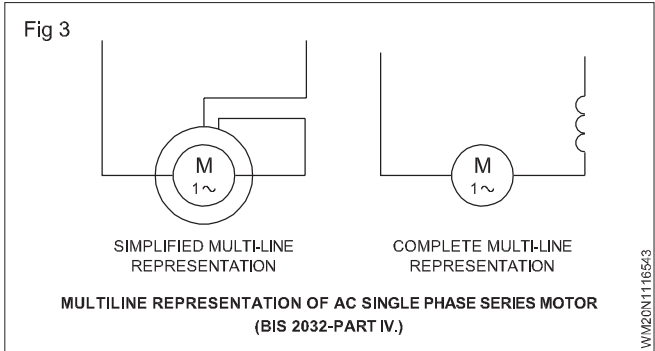 Fig 3
M
1~
M
1~
SIMPLIFIED MULTI-LINE
REPRESENTATION
COMPLETE MULTI-LINE
REPRESENTATION
MULTILINE REPRESENTATION OF AC SINGLE PHASE SERIES MOTOR
(BIS 2032-PART IV.)
WM20N1116543